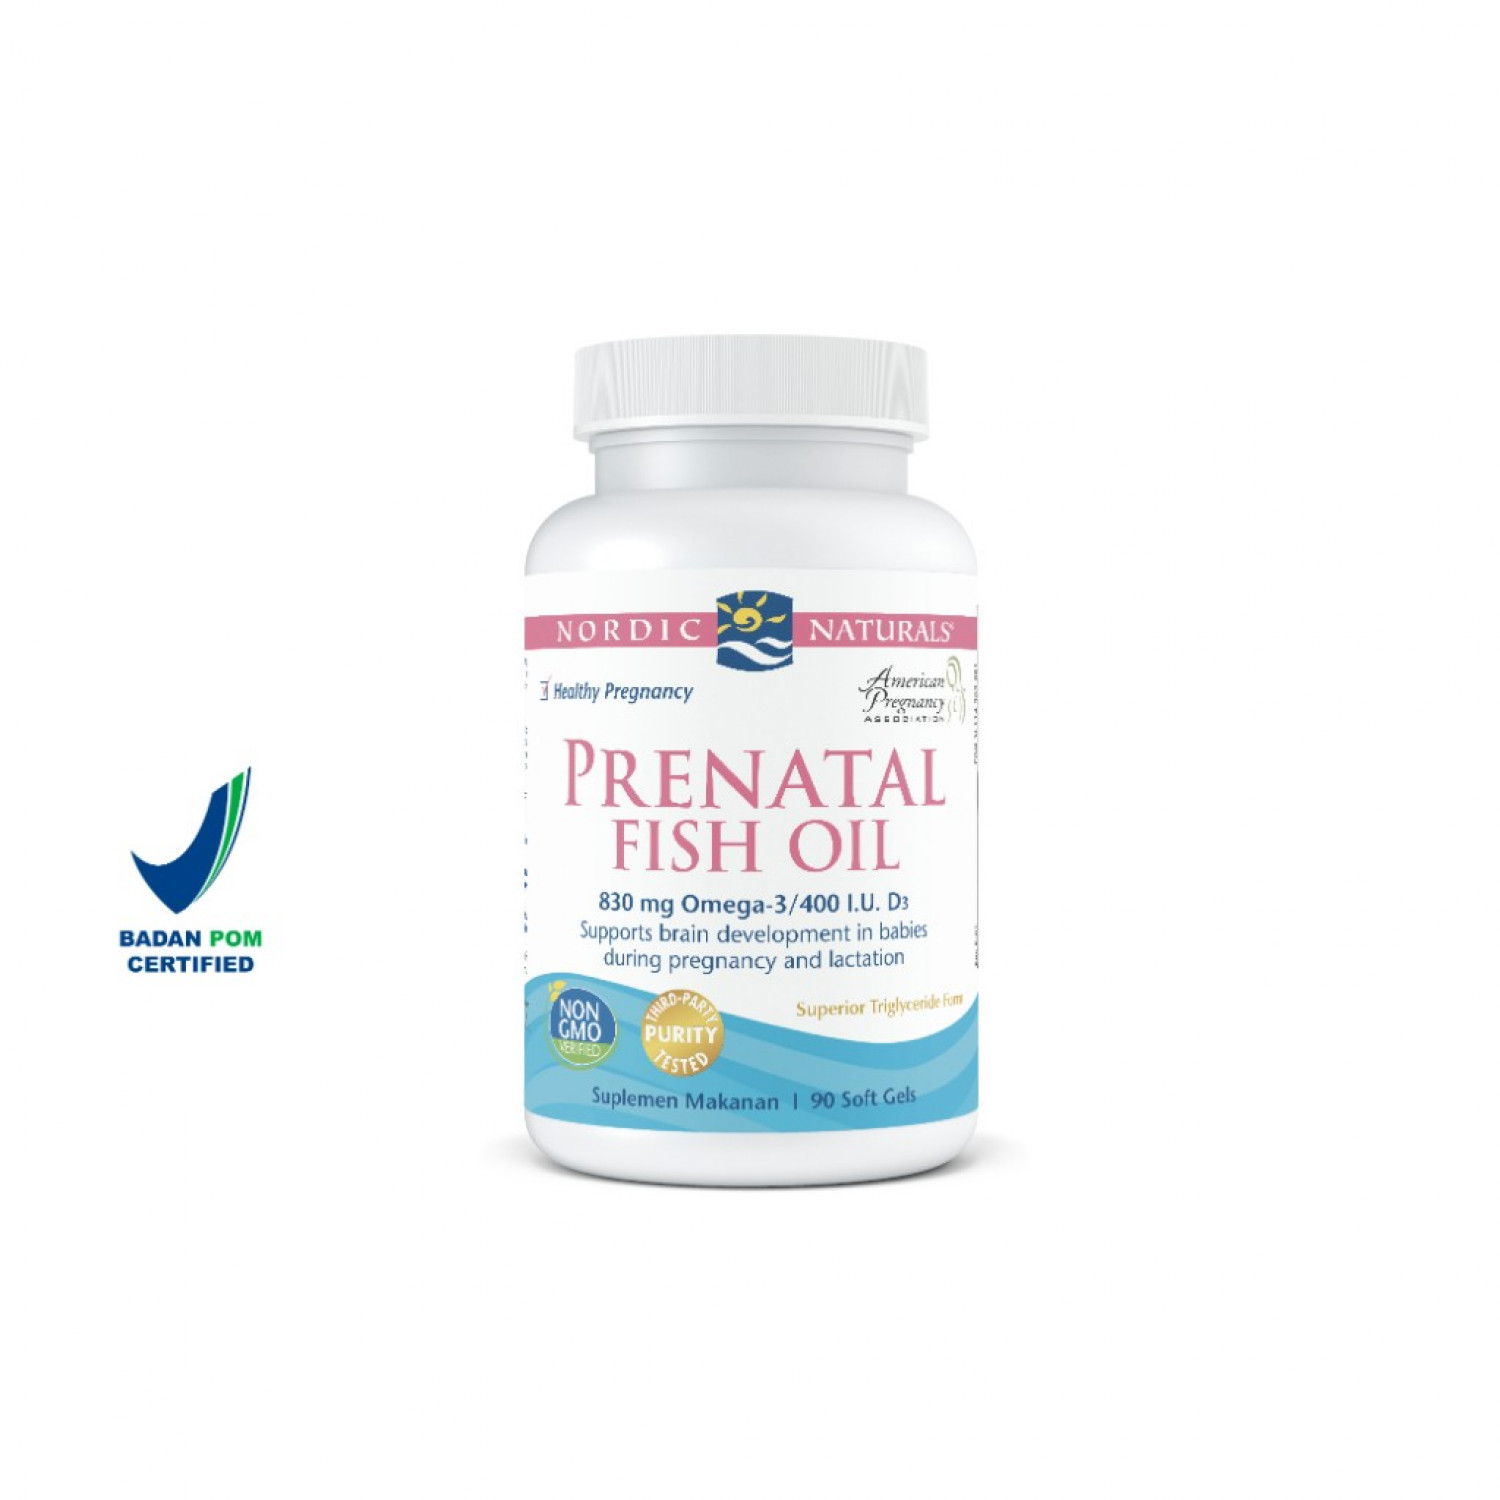 NORDIC NATURALS®
Healthy Pregnancy
American
Pregnancy
ASSOCIATION
PRENATAL
FISH OIL
830 mg Omega-3/400 I.U. D3
Supports brain development in babies
during pregnancy and lactation
Superior Triglyceride Form
NON
GMO
VERIFIED
THIRD-PARTY
PURITY
TESTED
Suplemen Makanan | 90 Soft Gels
BADAN POM
CERTIFIED